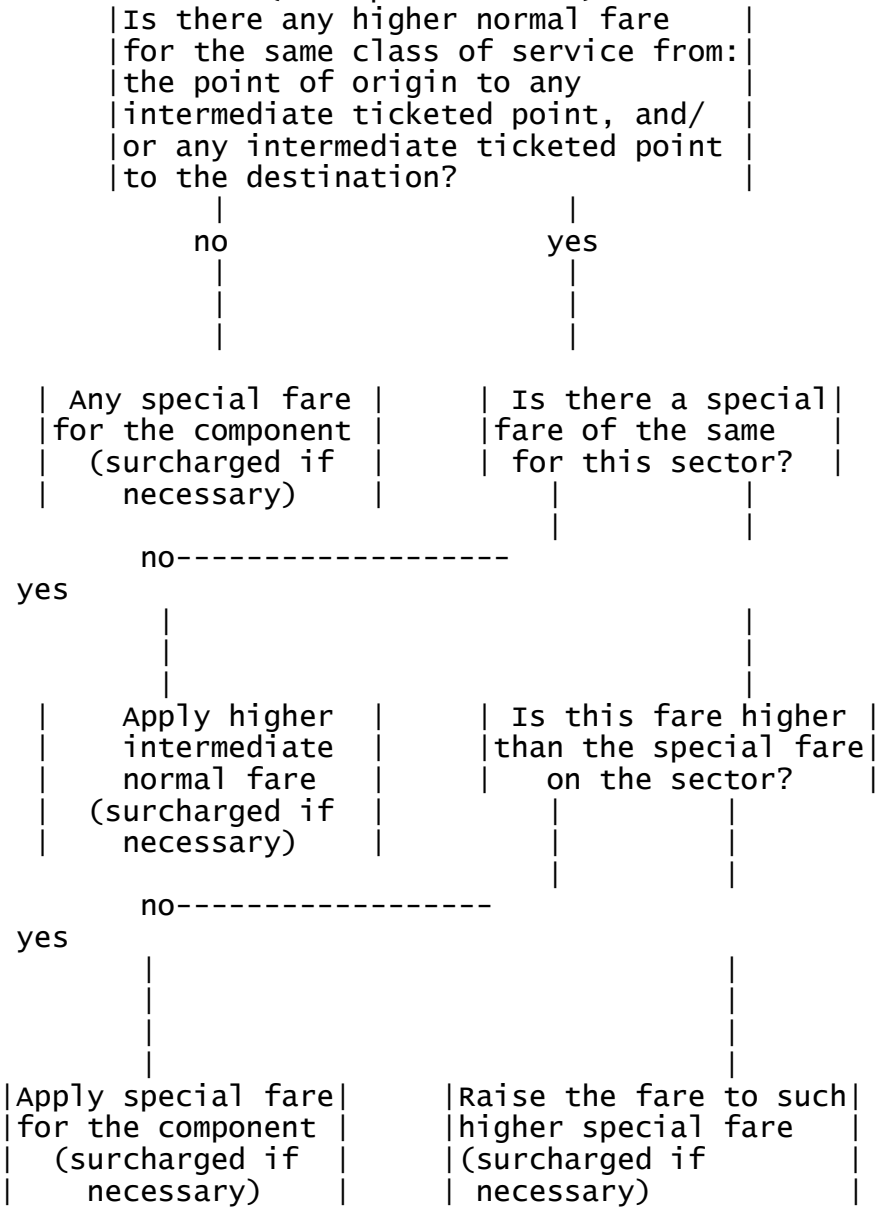 |Is there any higher normal fare |
|for the same class of service from:|
|the point of origin to any |
|intermediate ticketed point, and/ |
|or any intermediate ticketed point |
|to the destination? |
no yes
| Any special fare | | Is there a special|
|for the component | |fare of the same |
| (surcharged if | | for this sector? |
| necessary) |
no-------------------
yes
| Apply higher | | Is this fare higher |
| intermediate | |than the special fare|
| normal fare | | on the sector? |
| (surcharged if |
| necessary) |
no------------------
yes
|Apply special fare| |Raise the fare to such|
|for the component | |higher special fare |
| (surcharged if | |(surcharged if |
| necessary) | | necessary) |